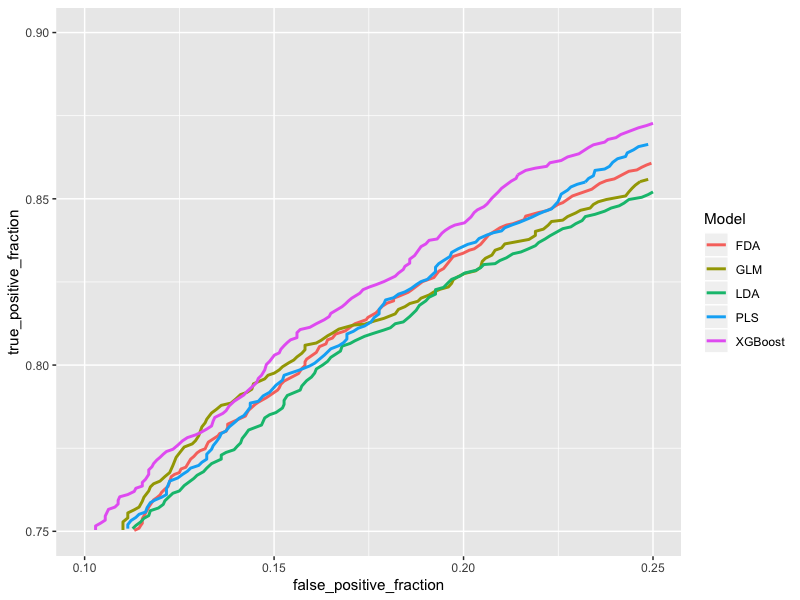 0.90
0.85
0.80
0.75
0.10
0.15
0.20
0.25
false_positive_fraction
true_positive_fraction
Model
FDA
GLM
LDA
PLS
XGBoost